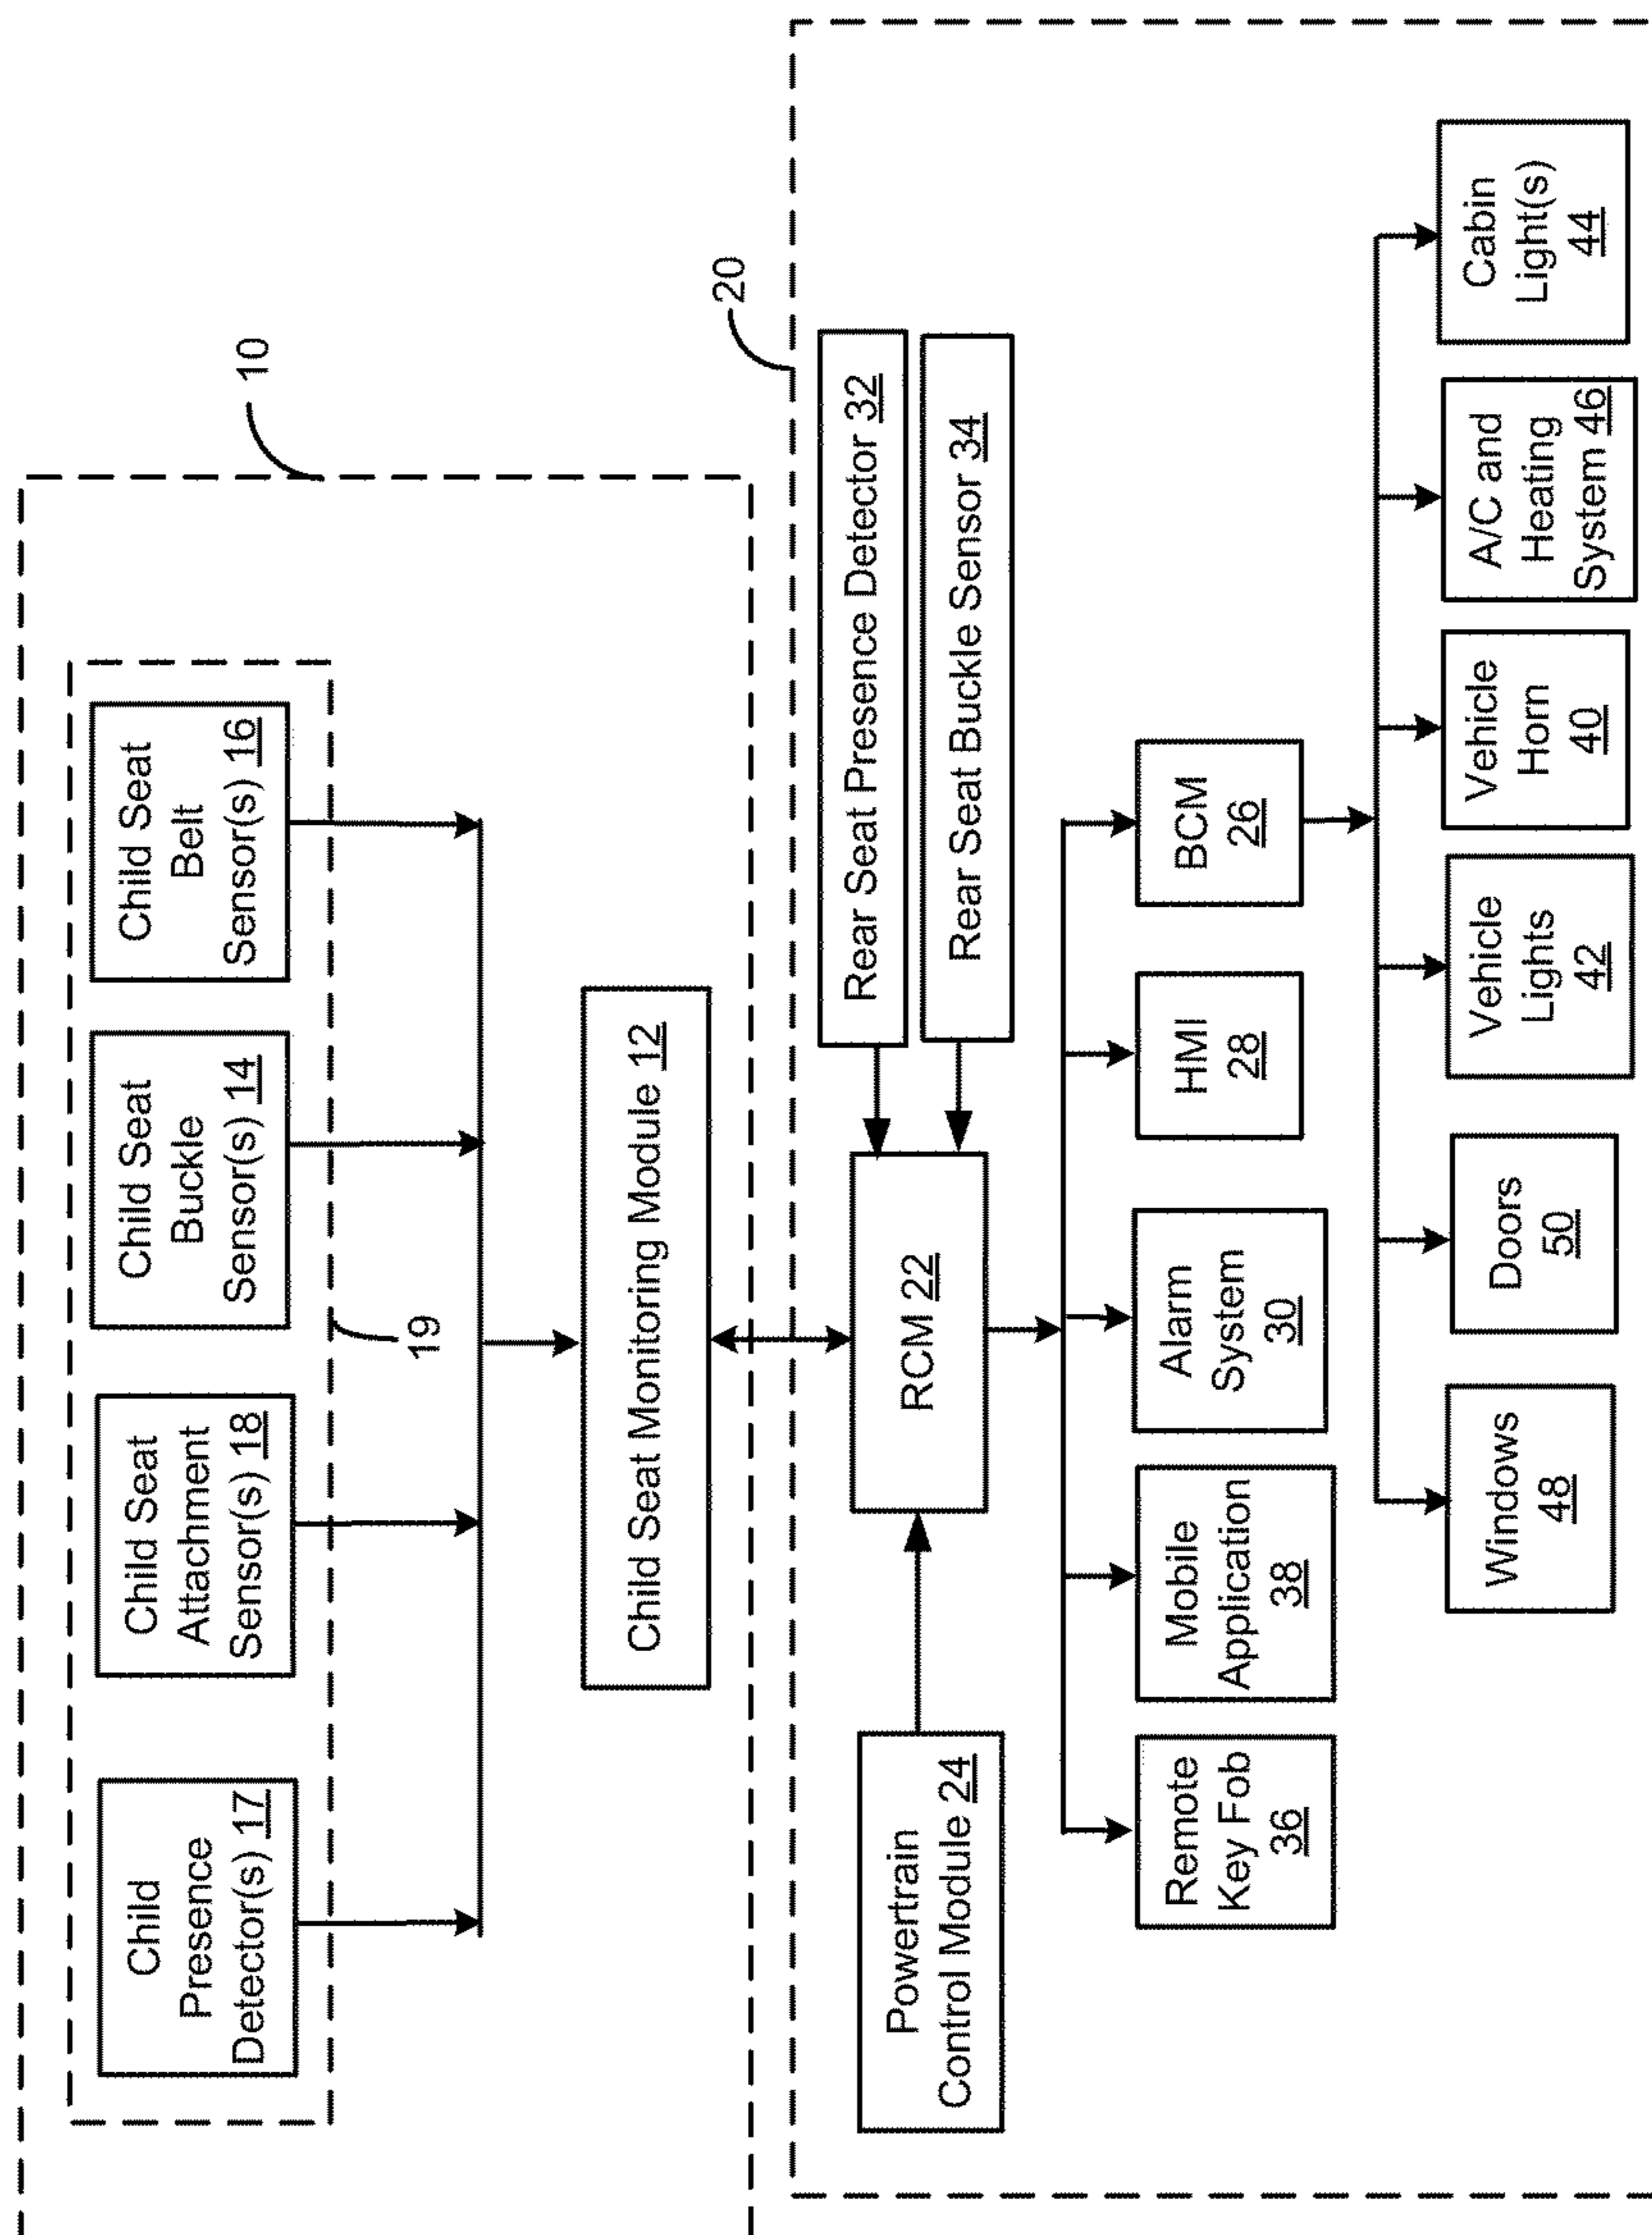 10
Child
Presence
Detector(s) 17
Child Seat
Attachment
Sensor(s) 18
Child Seat
Buckle
Sensor(s) 14
Child Seat
Belt
Sensor(s) 16
19
Child Seat Monitoring Module 12
20
Rear Seat Presence Detector 32
Rear Seat Buckle Sensor 34
Powertrain
Control Module 24
RCM 22
Remote
Key Fob
36
Mobile
Application
38
Alarm
System
30
HMI
28
BCM
26
Windows
48
Doors
50
Vehicle
Lights
42
Vehicle
Horn
40
A/C and
Heating
System 46
Cabin
Light(s)
44